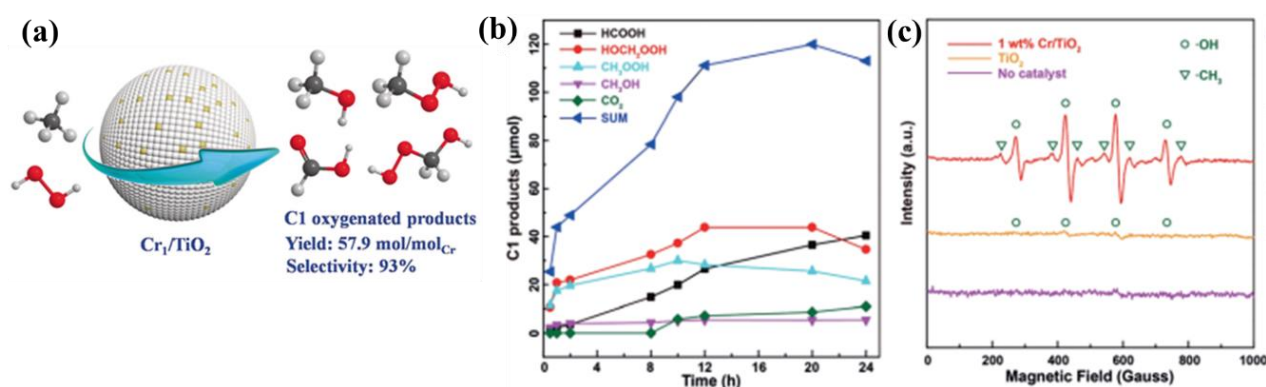 (a)
Cr₁/TiO₂
C1 oxygenated products
Yield: 57.9 mol/molCr
Selectivity: 93%
(b)
C1 products (μmol)
120
100
80
60
40
20
0
HCOOH
HOCH₂OOH
CH₃OOH
CH₃OH
CO₂
SUM
0 4 8 12 16 20 24
Time (h)
(c)
Intensity (a.u.)
1 wt% Cr/TiO₂
TiO₂
No catalyst
·OH
·CH₃
0 200 400 600 800 1000
Magnetic Field (Gauss)